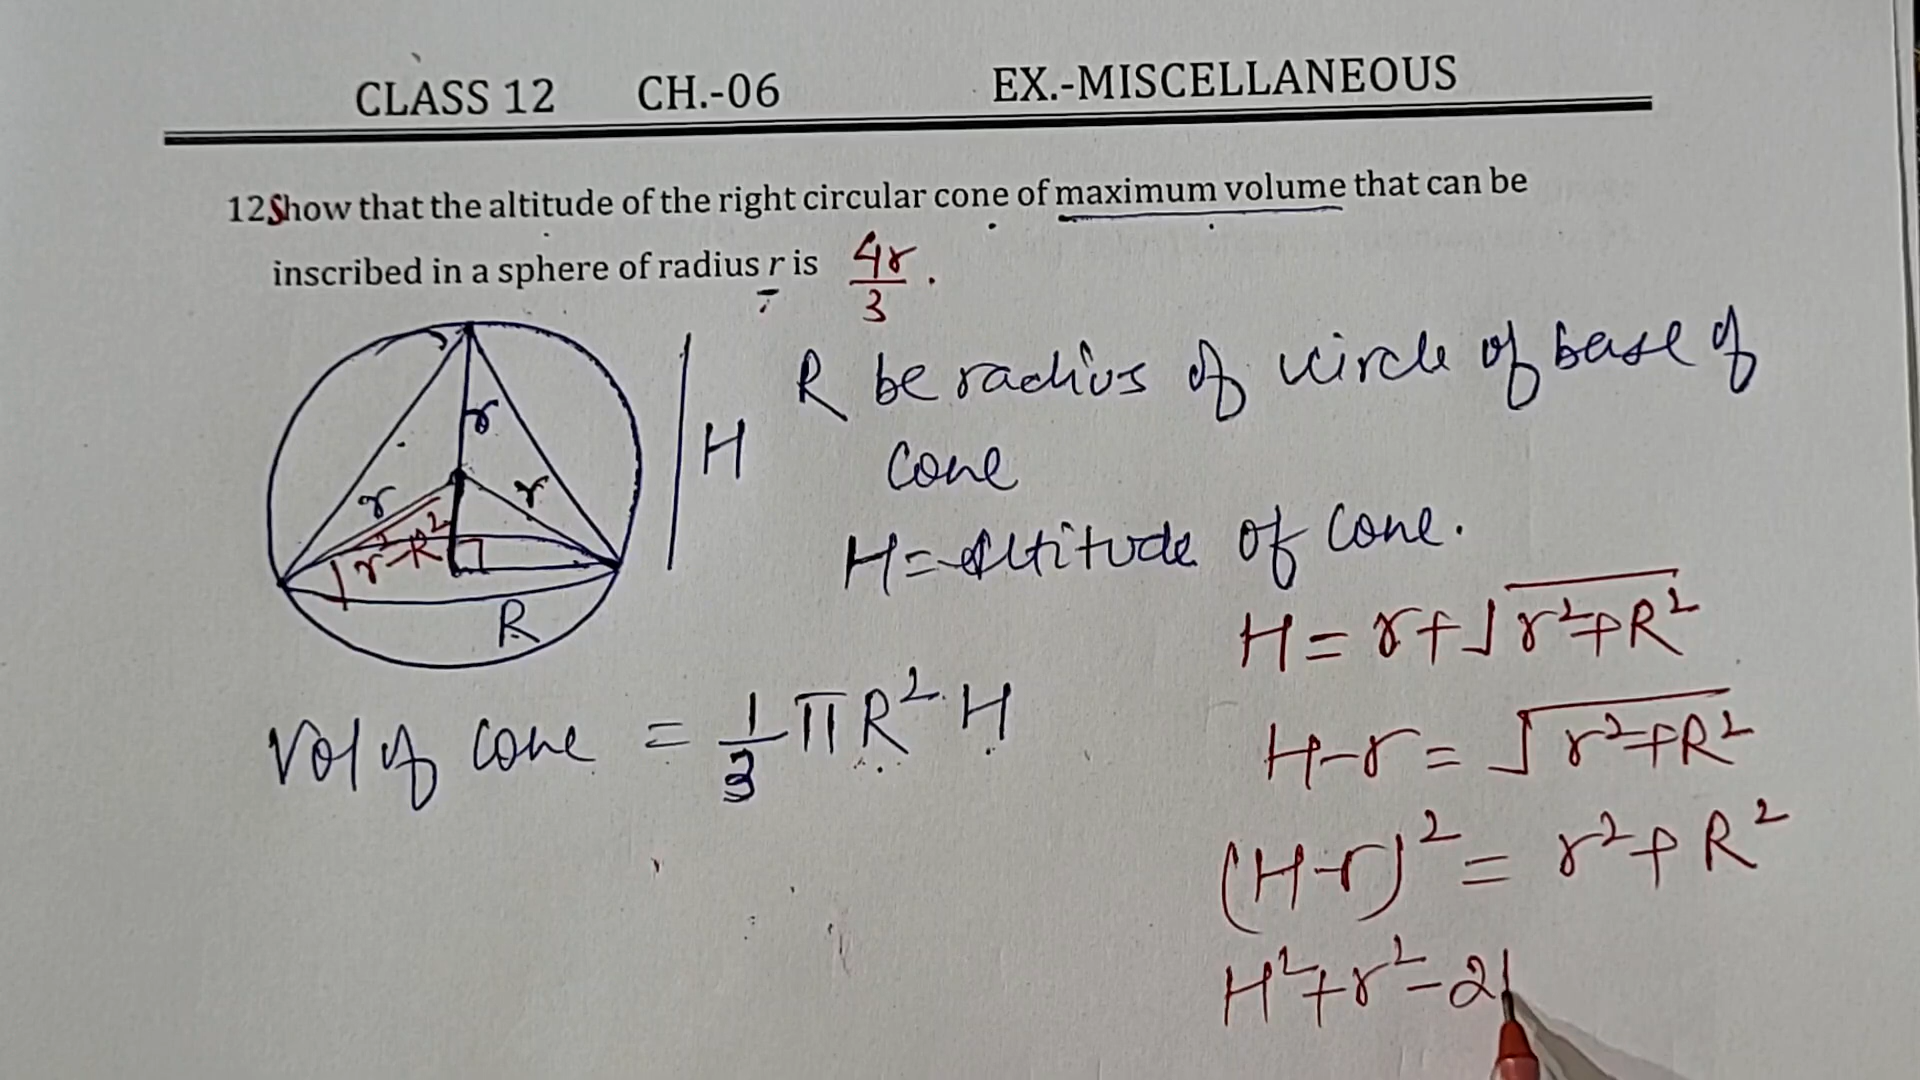 CLASS 12 CH.-06 EX.-MISCELLANEOUS
12Show that the altitude of the right circular cone of maximum volume that can be
inscribed in a sphere of radius r is 4r/3.
R be radius of circle of base of
cone
H
r
r r
√r²-R²
R
H = Altitude of cone.
H = r + √r²+R²
Vol of cone = 1/3 πR²H
H-r = √r²+R²
(H-r)² = r²+R²
H²+r²-2